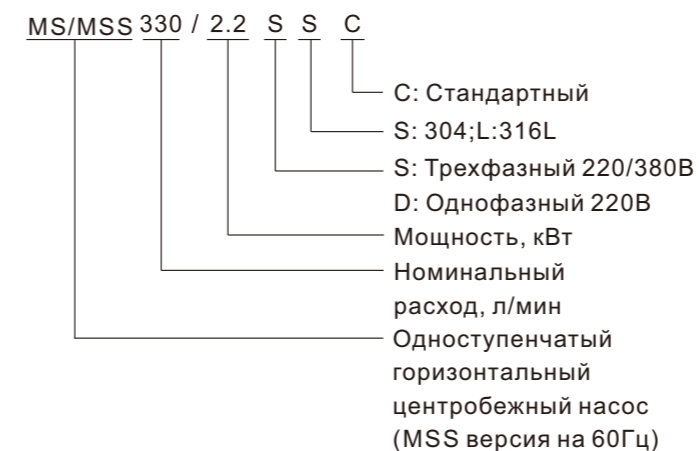 MS/MSS 330 / 2.2 S S C
C: Стандартный
S: 304;L:316L
S: Трехфазный 220/380В
D: Однофазный 220В
Мощность, кВт
Номинальный
расход, л/мин
Одноступенчатый
горизонтальный
центробежный насос
(MSS версия на 60Гц)